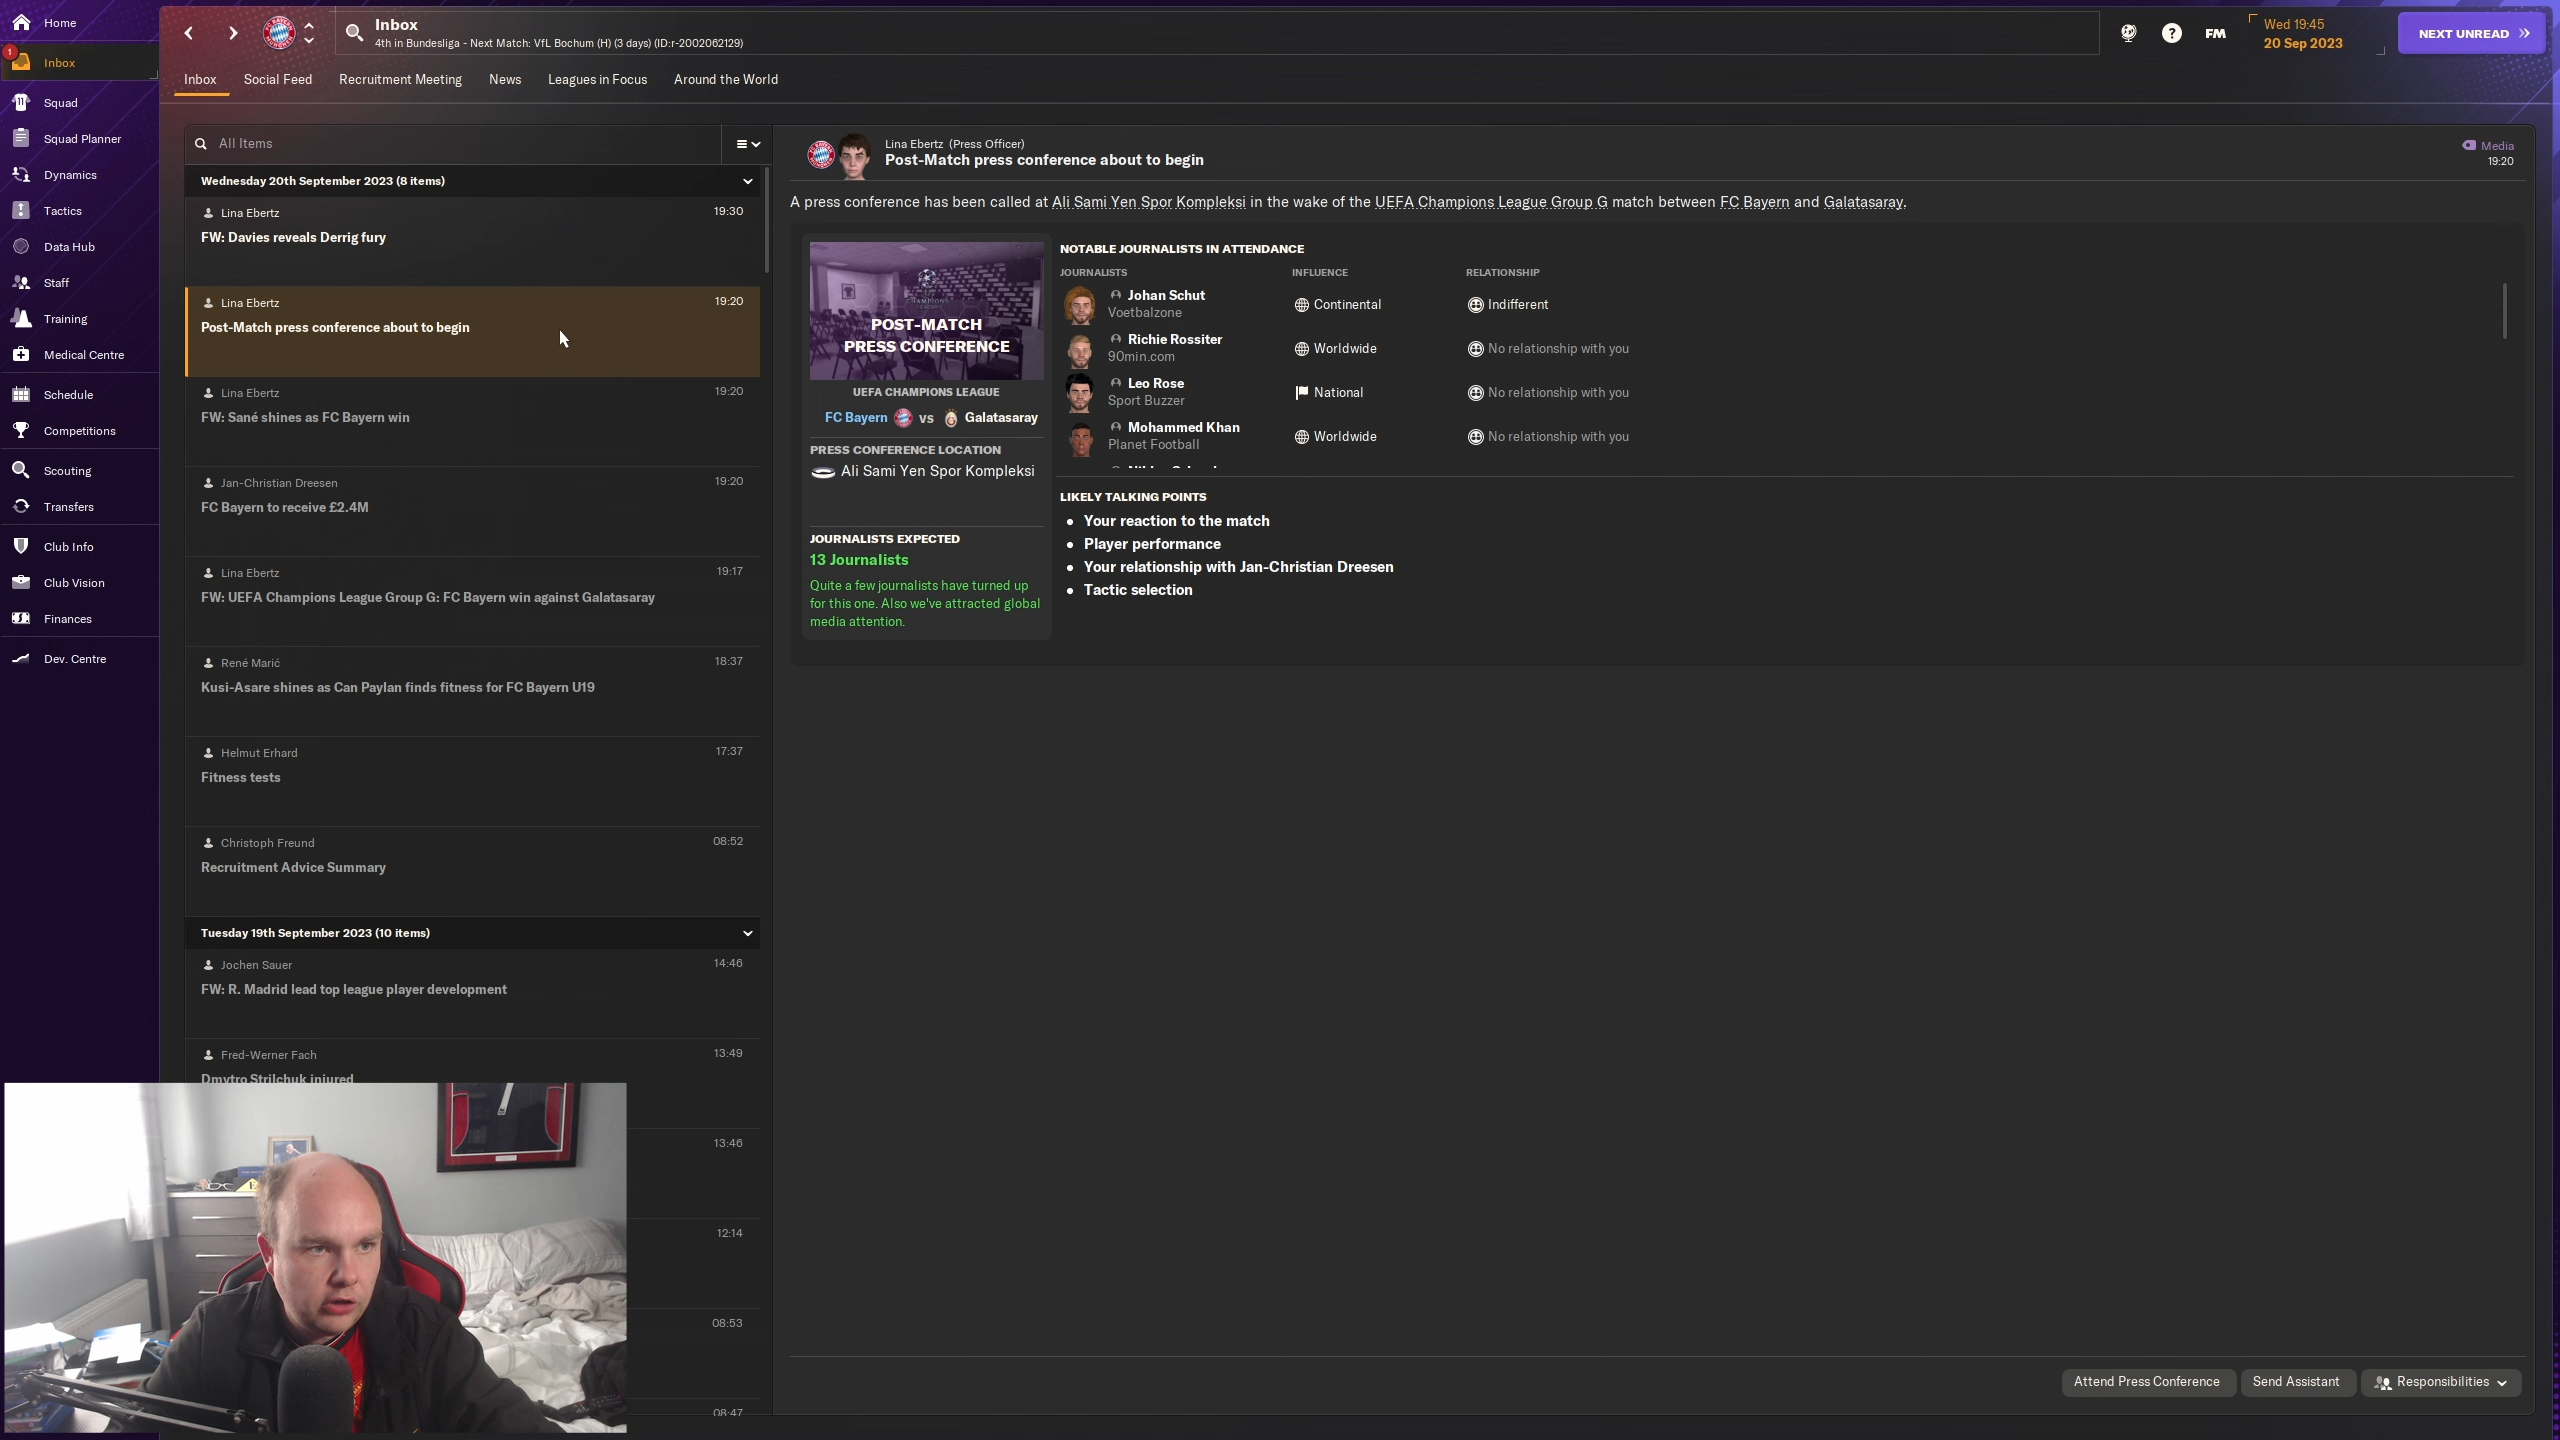 Home
1
Inbox
Squad
Squad Planner
Dynamics
Tactics
Data Hub
Staff
Training
Medical Centre
Schedule
Competitions
Scouting
Transfers
Club Info
Club Vision
Finances
Dev. Centre
Inbox
4th in Bundesliga - Next Match: VfL Bochum (H) (3 days) (ID:r-2002062129)
FM
Wed 19:45
20 Sep 2023
NEXT UNREAD
Inbox
Social Feed
Recruitment Meeting
News
Leagues in Focus
Around the World
All Items
Wednesday 20th September 2023 (8 items)
Lina Ebertz 19:30
FW: Davies reveals Derrig fury
Lina Ebertz 19:20
Post-Match press conference about to begin
Lina Ebertz 19:20
FW: Sané shines as FC Bayern win
Jan-Christian Dreesen 19:20
FC Bayern to receive £2.4M
Lina Ebertz 19:17
FW: UEFA Champions League Group G: FC Bayern win against Galatasaray
René Marić 18:37
Kusi-Asare shines as Can Paylan finds fitness for FC Bayern U19
Helmut Erhard 17:37
Fitness tests
Christoph Freund 08:52
Recruitment Advice Summary
Tuesday 19th September 2023 (10 items)
Jochen Sauer 14:46
FW: R. Madrid lead top league player development
Fred-Werner Fach 13:49
Dmytro Strilchuk injured
13:46
12:14
08:53
08:47
Lina Ebertz (Press Officer)
Post-Match press conference about to begin
Media
19:20
A press conference has been called at Ali Sami Yen Spor Kompleksi in the wake of the UEFA Champions League Group G match between FC Bayern and Galatasaray.
POST-MATCH
PRESS CONFERENCE
UEFA CHAMPIONS LEAGUE
FC Bayern vs Galatasaray
PRESS CONFERENCE LOCATION
Ali Sami Yen Spor Kompleksi
JOURNALISTS EXPECTED
13 Journalists
Quite a few journalists have turned up
for this one. Also we've attracted global
media attention.
NOTABLE JOURNALISTS IN ATTENDANCE
JOURNALISTS INFLUENCE RELATIONSHIP
Johan Schut
Voetbalzone
Continental
Indifferent
Richie Rossiter
90min.com
Worldwide
No relationship with you
Leo Rose
Sport Buzzer
National
No relationship with you
Mohammed Khan
Planet Football
Worldwide
No relationship with you
LIKELY TALKING POINTS
• Your reaction to the match
• Player performance
• Your relationship with Jan-Christian Dreesen
• Tactic selection
Attend Press Conference
Send Assistant
Responsibilities